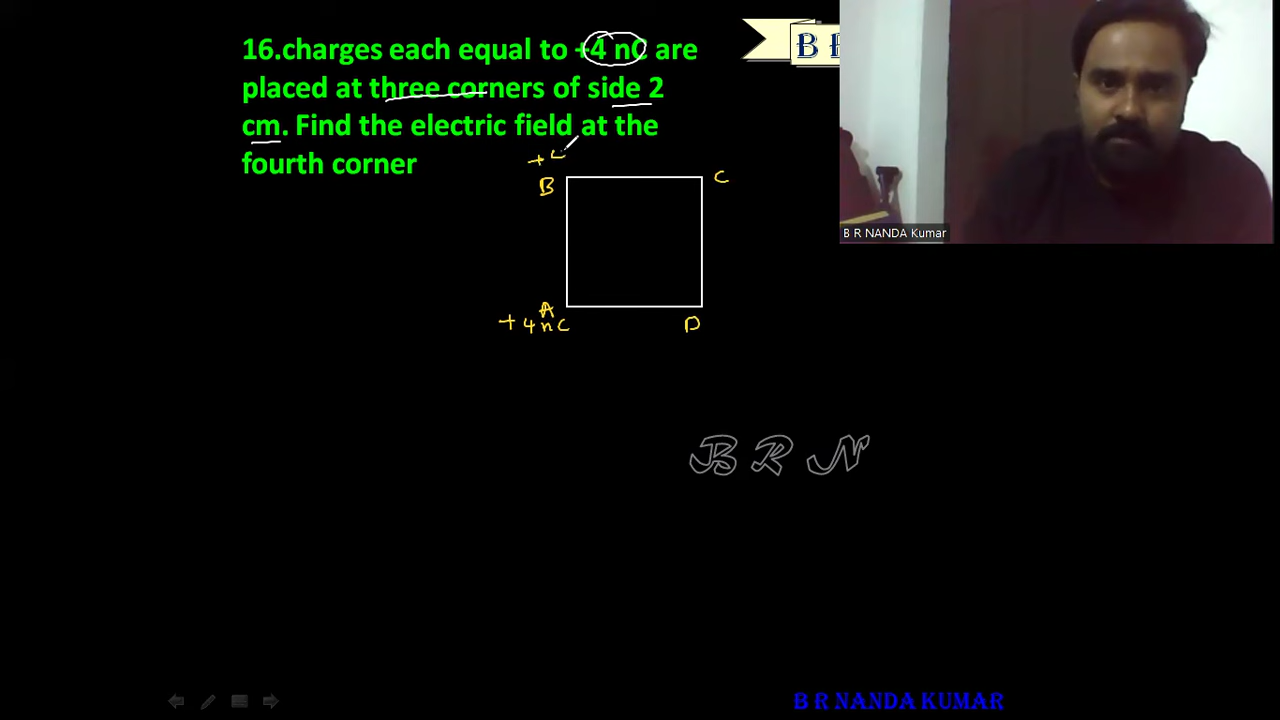 16.charges each equal to +4 nC are
placed at three corners of side 2
cm. Find the electric field at the
fourth corner
B
+
B
C
A
+4nC
D
B R NANDA Kumar
B R N
B R NANDA KUMAR